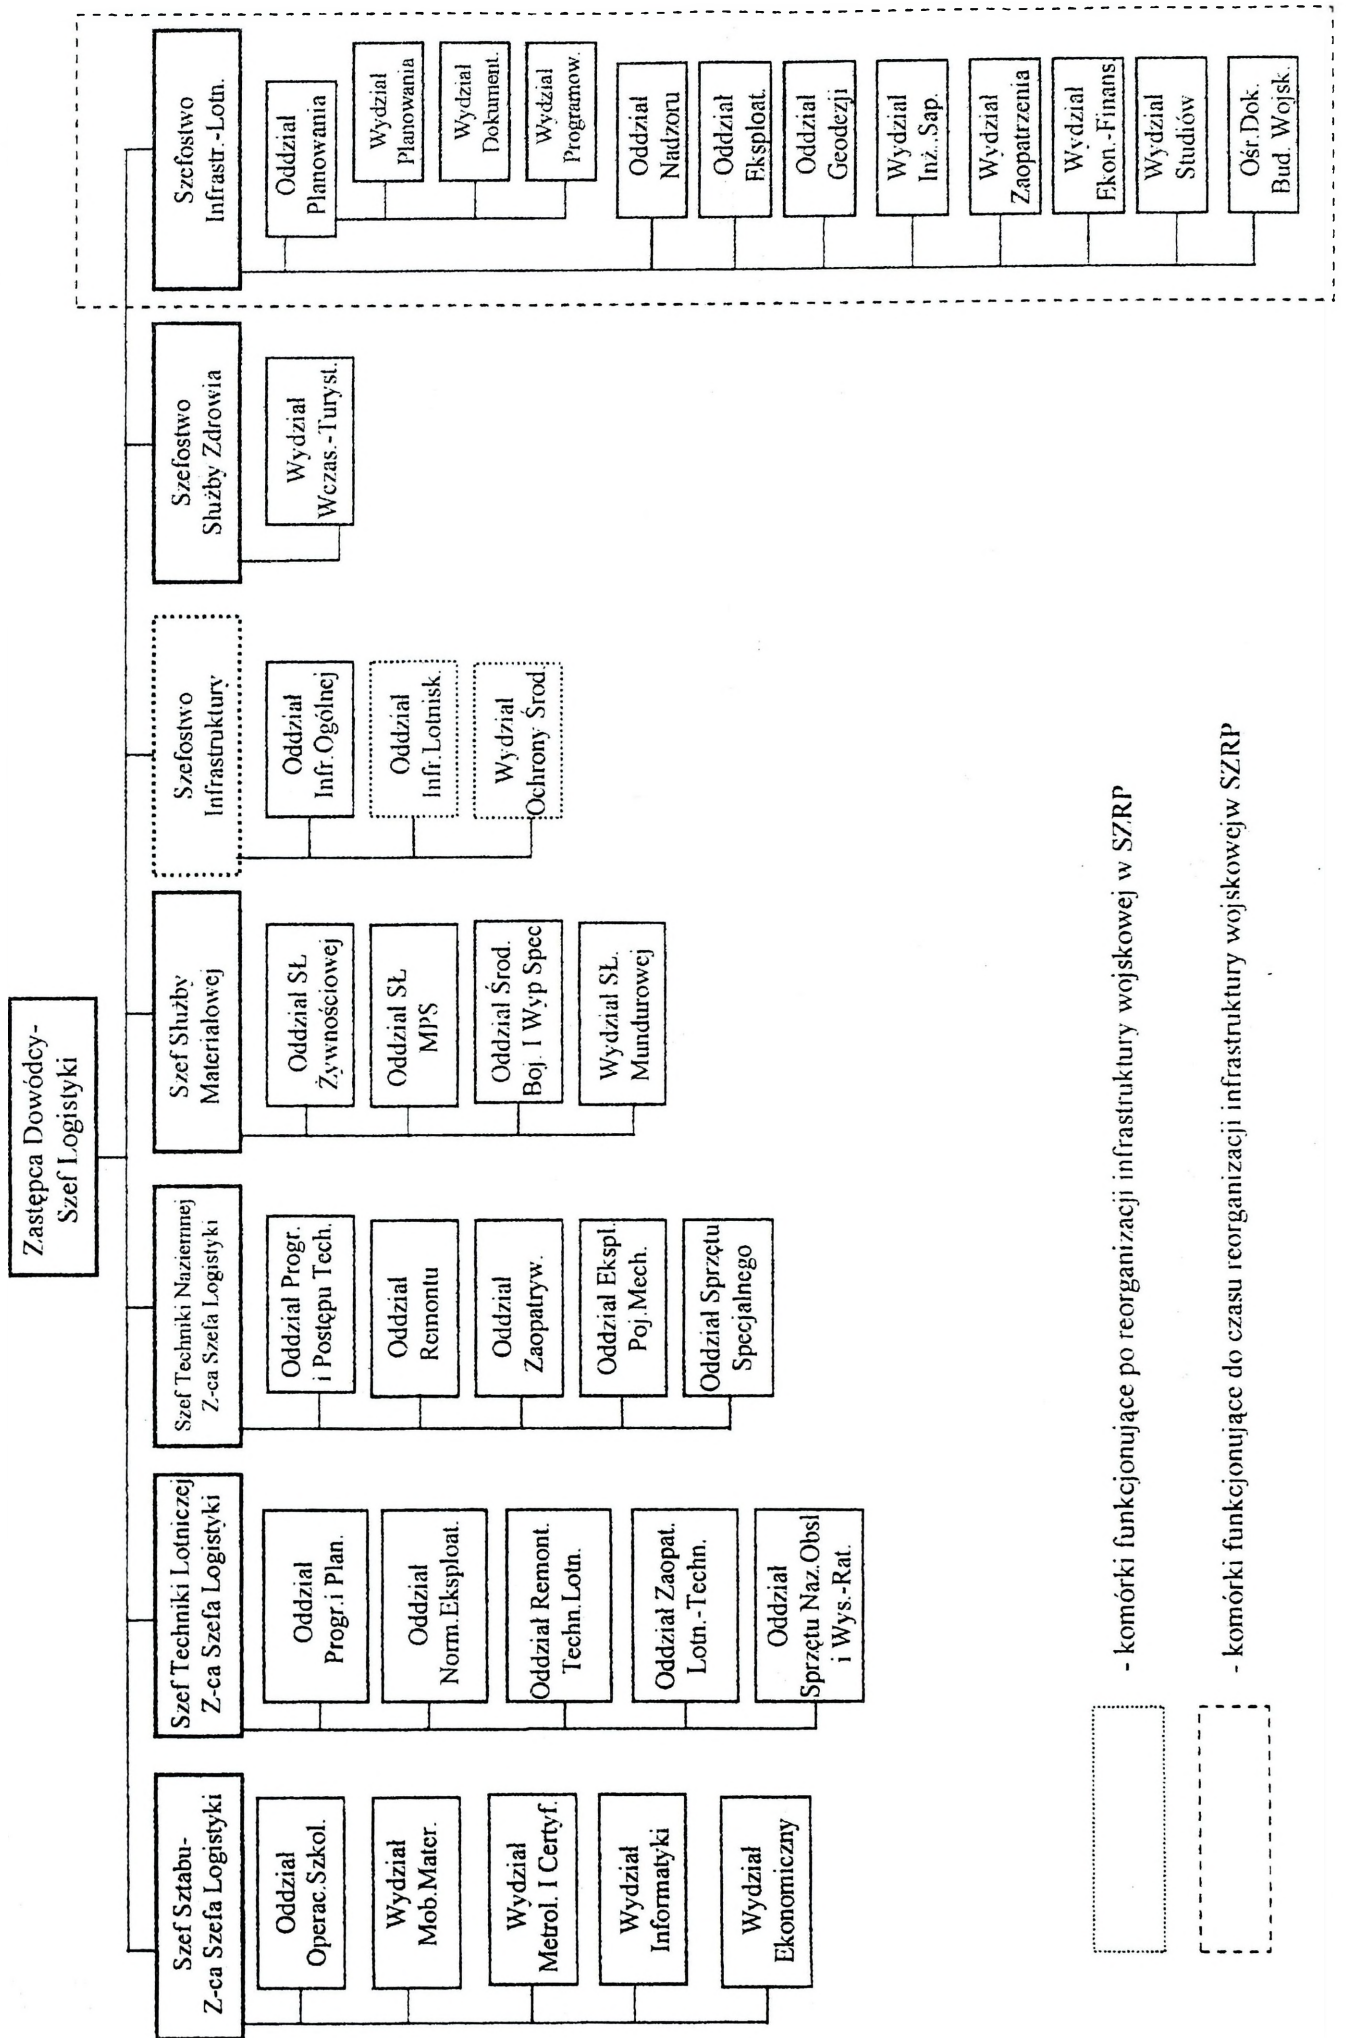 Zastępca Dowódcy-
Szef Logistyki
Szef Sztabu-
Z-ca Szefa Logistyki
Oddział
Operac.Szkol.
Wydział
Mob.Mater.
Wydział
Metrol. I Certyf.
Wydział
Informatyki
Wydział
Ekonomiczny
Szef Techniki Lotniczej
Z-ca Szefa Logistyki
Oddział
Progr.i Plan.
Oddział
Norm.Eksploat.
Oddział Remont.
Techn.Lotn.
Oddział Zaopat.
Lotn.-Techn.
Oddział
Sprzętu Naz.Obsł
i Wys.-Rat.
Szef Techniki Naziemnej
Z-ca Szefa Logistyki
Oddział Progr.
i Postępu Tech.
Oddział
Remontu
Oddział
Zaopatryw.
Oddział Ekspl.
Poj.Mech.
Oddział Sprzętu
Specjalnego
Szef Służby
Materiałowej
Oddział SŁ
Żywnościowej
Oddział SŁ
MPS
Oddział Środ.
Boj. I Wyp Spec
Wydział SŁ.
Mundurowej
Szefostwo
Infrastruktury
Oddział
Infr.Ogólnej
Oddział
Infr.Lotnisk.
Wydział
Ochrony Środ.
Szefostwo
Służby Zdrowia
Wydział
Wczas.-Turyst.
Szefostwo
Infrastr.-Lotn.
Oddział
Planowania
Wydział
Planowania
Wydział
Dokument.
Wydział
Programow.
Oddział
Nadzoru
Oddział
Eksploat.
Oddział
Geodezji
Wydział
Inż..Sap.
Wydział
Zaopatrzenia
Wydział
Ekon.-Finans.
Wydział
Studiów
Ośr.Dok.
Bud. Wojsk.
- komórki funkcjonujące po reorganizacji infrastruktury wojskowej w SZRP
- komórki funkcjonujące do czasu reorganizacji infrastruktury wojskowejw SZRP